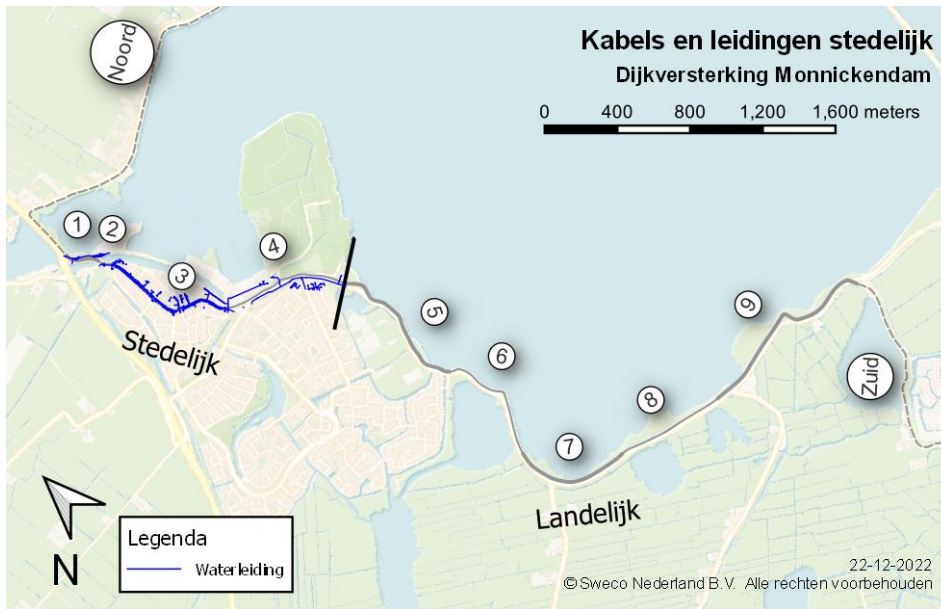 Kabels en leidingen stedelijk
Dijkversterking Monnickendam
0 400 800 1,200 1,600 meters
Noord
1
2
3
4
5
6
7
8
9
Stedelijk
Landelijk
Zuid
N
Legenda
Waterleiding
22-12-2022
© Sweco Nederland B.V. Alle rechten voorbehouden